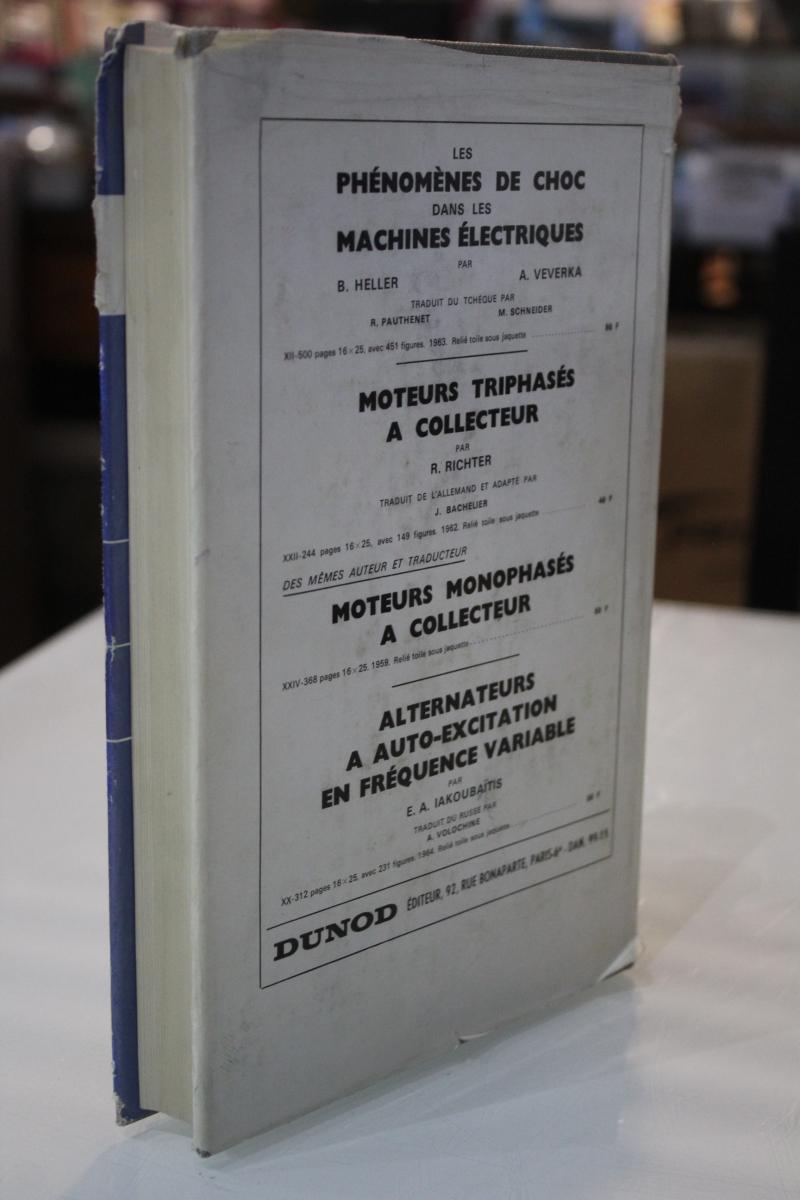 LES
PHÉNOMÈNES DE CHOC
DANS LES
MACHINES ÉLECTRIQUES
PAR
B. HELLER A. VEVERKA
TRADUIT DU TCHÈQUE PAR
R. PAUTHENET M. SCHNEIDER
XII-500 pages 16×25, avec 451 figures. 1963. Relié toile sous jaquette F
MOTEURS TRIPHASÉS
A COLLECTEUR
PAR
R. RICHTER
TRADUIT DE L'ALLEMAND ET ADAPTÉ PAR
J. BACHELIER
XXII-244 pages 16×25, avec 149 figures. 1962. Relié toile sous jaquette F
DES MÊMES AUTEUR ET TRADUCTEUR
MOTEURS MONOPHASÉS
A COLLECTEUR
XXIV-368 pages 16×25. 1959. Relié toile sous jaquette F
ALTERNATEURS
A AUTO-EXCITATION
EN FRÉQUENCE VARIABLE
PAR
E. A. IAKOUBAÏTIS
TRADUIT DU RUSSE PAR
A. VOLOCHINE
XX-312 pages 16×25, avec 231 figures. 1964. Relié toile sous jaquette F
DUNOD ÉDITEUR, 92, RUE BONAPARTE, PARIS-6e - DAN. 99-15